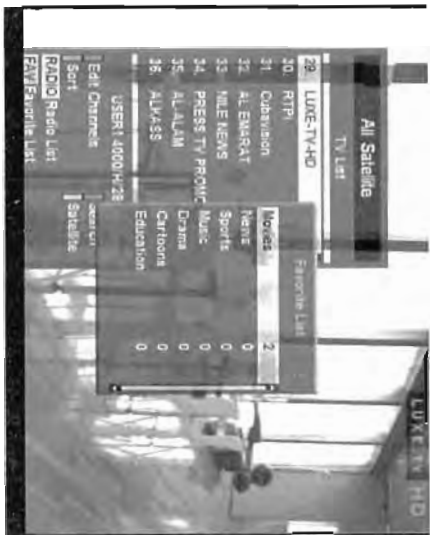 All Satellite
TV List
29. LUXE-TV-HD
30. RTPi
31. Cubavision
32. AL EMARAT
33. NILE NEWS
34. PRESS TV PROMO
35. AL ALAM
36. ALKASS
USER1 4000/H/28
Edit Channels
Sort
Search
Satellite
RADIO Radio List
FAV Favorite List
Favorite List
Movies 2
News 0
Sports 0
Music 0
Drama 0
Cartoons 0
Education 0
LUXE.TV HD